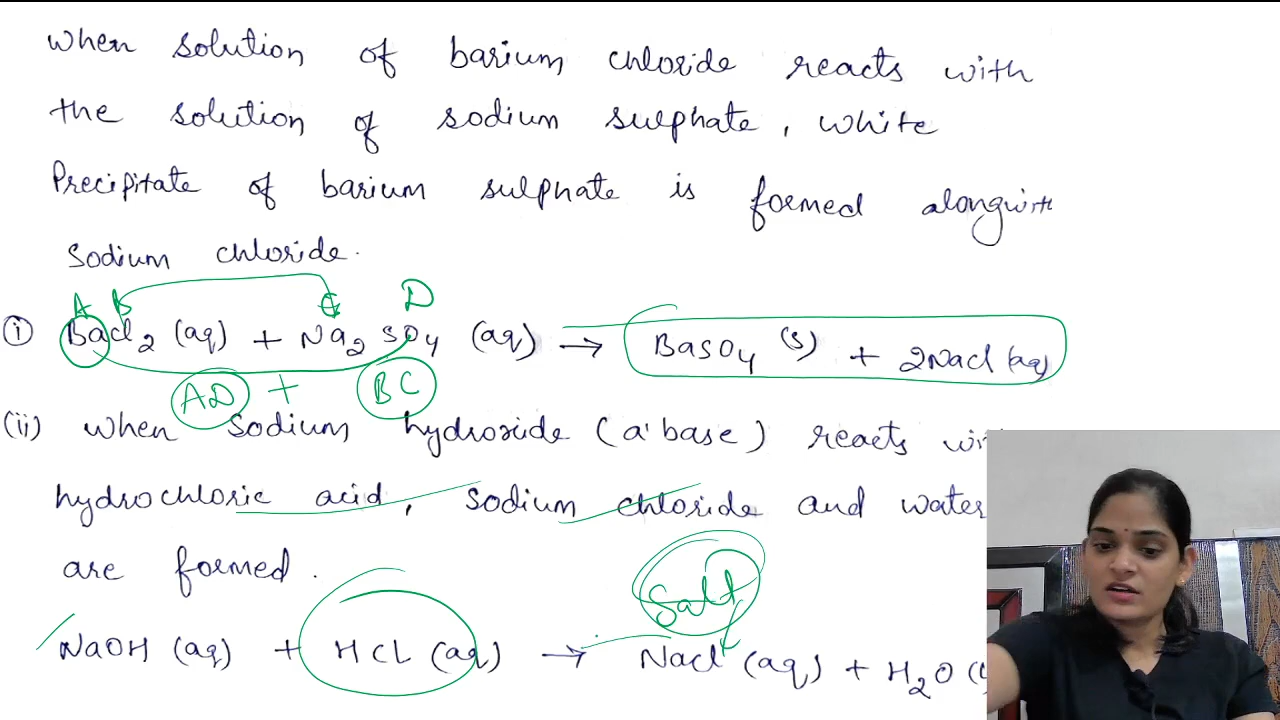 when solution of barium chloride reacts with
the solution of sodium sulphate, white
Precipitate of barium sulphate is formed alongwith
Sodium chloride.
A B C D
(i) BaCl2 (aq) + Na2SO4 (aq) → BaSO4 (s) + 2NaCl (aq)
AD + BC
(ii) when sodium hydroxide (a base) reacts
hydrochloric acid, sodium chloride and water
are formed.
Salt
NaOH (aq) + HCL (aq) → NaCl (aq) + H2O (